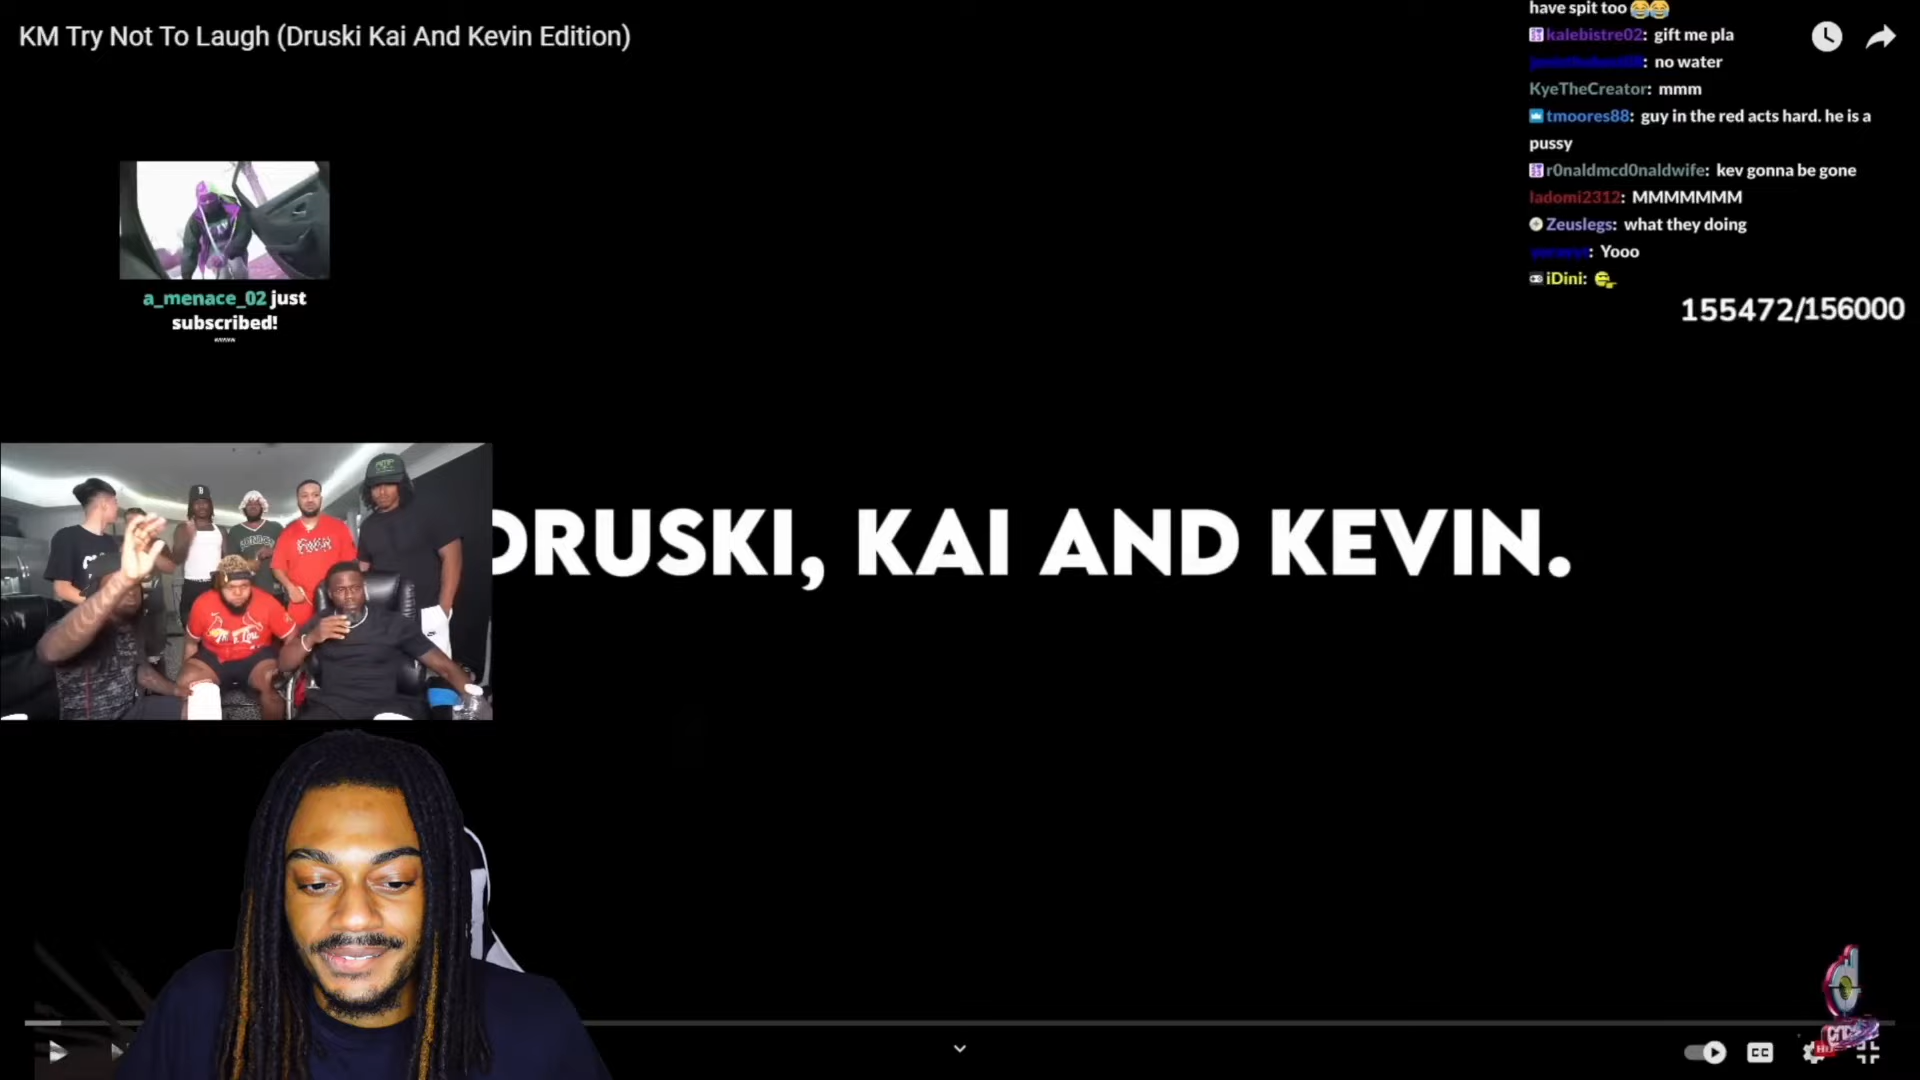 KM Try Not To Laugh (Druski Kai And Kevin Edition)
have spit too
kalebistre02: gift me pla
: no water
KyeTheCreator: mmm
tmoores88: guy in the red acts hard. he is a
pussy
r0naldmcd0naldwife: kev gonna be gone
ladomi2312: MMMMMMM
Zeuslegs: what they doing
: Yooo
iDini:
155472/156000
a_menace_02 just
subscribed!
DRUSKI, KAI AND KEVIN.
CC
HD